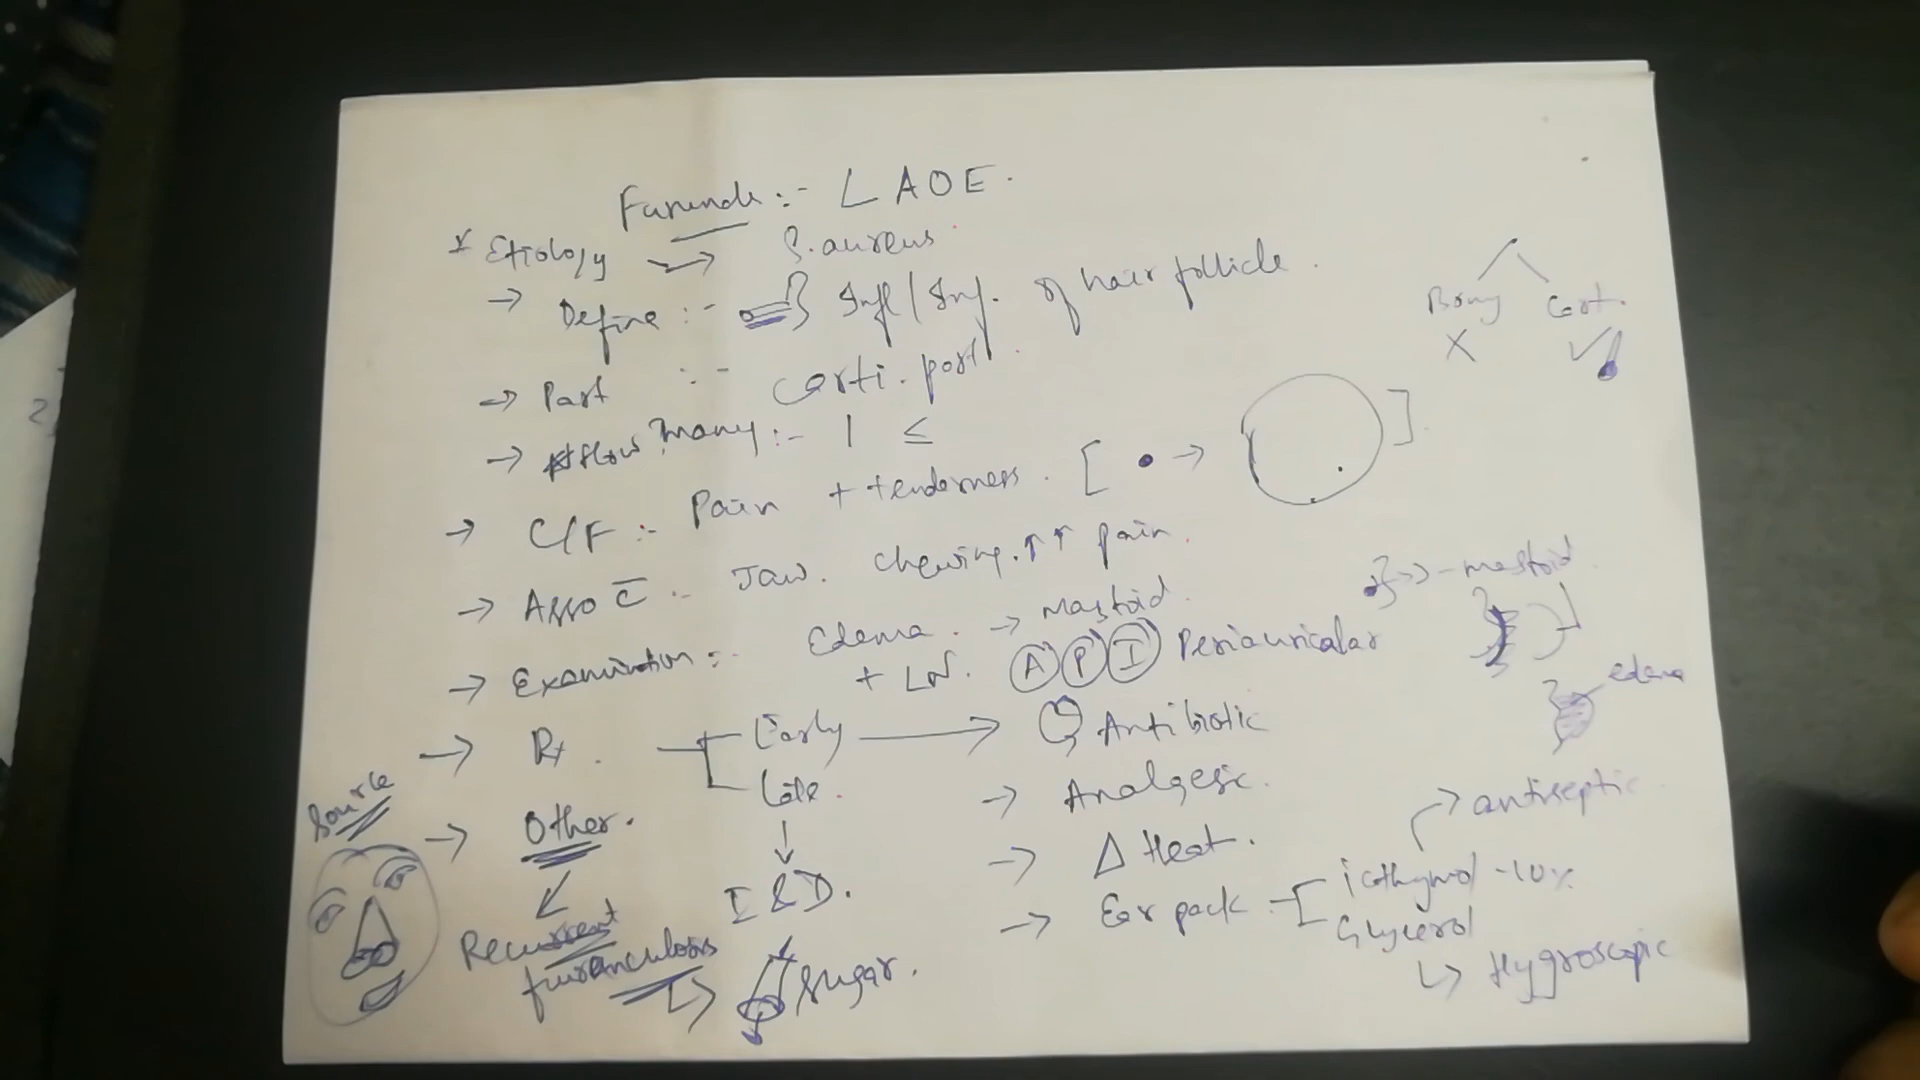 Furuncle :- LAOE.
* Etiology → S. aureus
→ Define :- Infl / Inf. of hair follicle.
Bony Cart.
X ✓
→ Part :- Carti. part.
→ How many :- 1 ≤
→ C/F :- Pain + tenderness. [ • → ]
→ Asso c̅ :- Jaw. Chewing. ↑↑ pain.
→ Examination :- Edema. → Mastoid.
+ LN. A P I Periauricular
- mastoid
edema
→ Rx. Early → Antibiotic
Late. → Analgesic.
↓ → Δ Heat.
I & D. → Ear pack - [ icthymol - 10%
Glycerol
→ antiseptic
↳ Hygroscopic
→ Other.
Source
Recurrent
furunculosis ↳ Sugar.
2